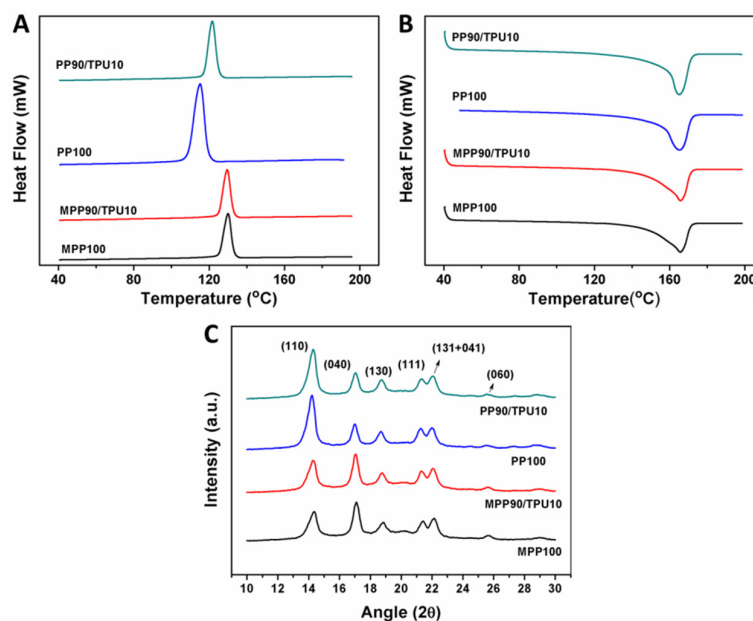 A
PP90/TPU10
PP100
MPP90/TPU10
MPP100
Heat Flow (mW)
40 80 120 160 200
Temperature (°C)
B
PP90/TPU10
PP100
MPP90/TPU10
MPP100
Heat Flow (mW)
40 80 120 160 200
Temperature(°C)
C
(110) (040) (130) (111) (131+041) (060)
PP90/TPU10
PP100
MPP90/TPU10
MPP100
Intensity (a.u.)
10 12 14 16 18 20 22 24 26 28 30
Angle (2θ)